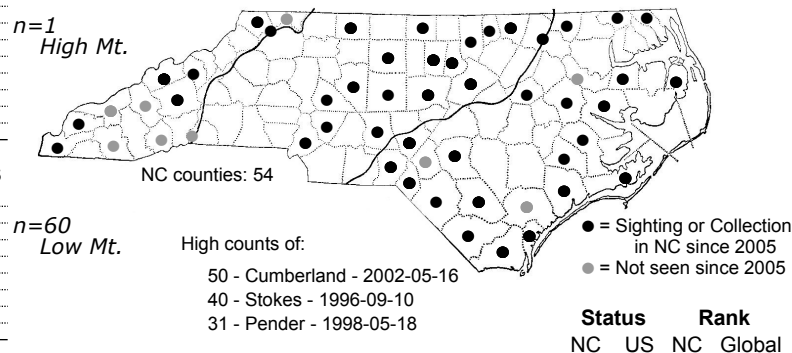 n=1
High Mt.
n=60
Low Mt.
NC counties: 54
High counts of:
50 - Cumberland - 2002-05-16
40 - Stokes - 1996-09-10
31 - Pender - 1998-05-18
= Sighting or Collection
in NC since 2005
= Not seen since 2005
Status Rank
NC US NC Global